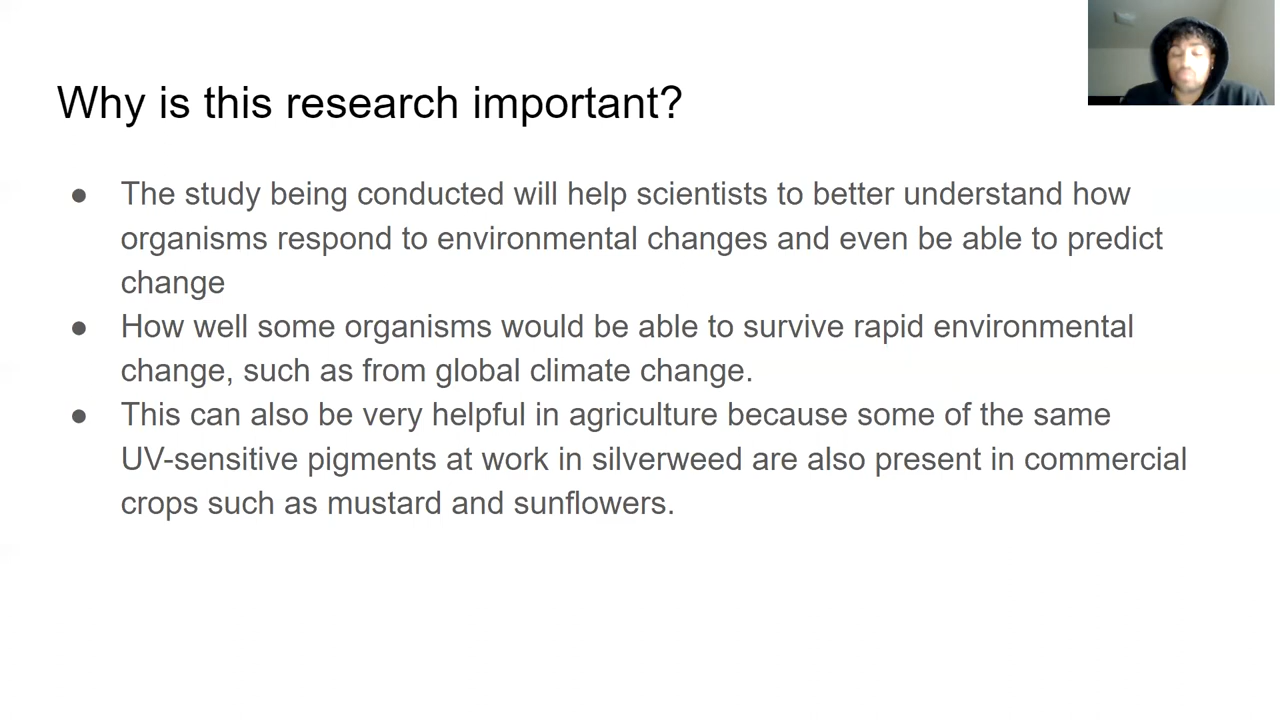 Why is this research important?
● The study being conducted will help scientists to better understand how
organisms respond to environmental changes and even be able to predict
change
● How well some organisms would be able to survive rapid environmental
change, such as from global climate change.
● This can also be very helpful in agriculture because some of the same
UV-sensitive pigments at work in silverweed are also present in commercial
crops such as mustard and sunflowers.